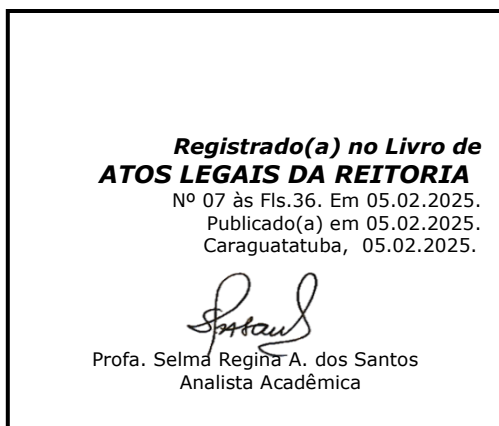 Registrado(a) no Livro de
ATOS LEGAIS DA REITORIA
Nº 07 às Fls.36. Em 05.02.2025.
Publicado(a) em 05.02.2025.
Caraguatatuba, 05.02.2025.
Profa. Selma Regina A. dos Santos
Analista Acadêmica